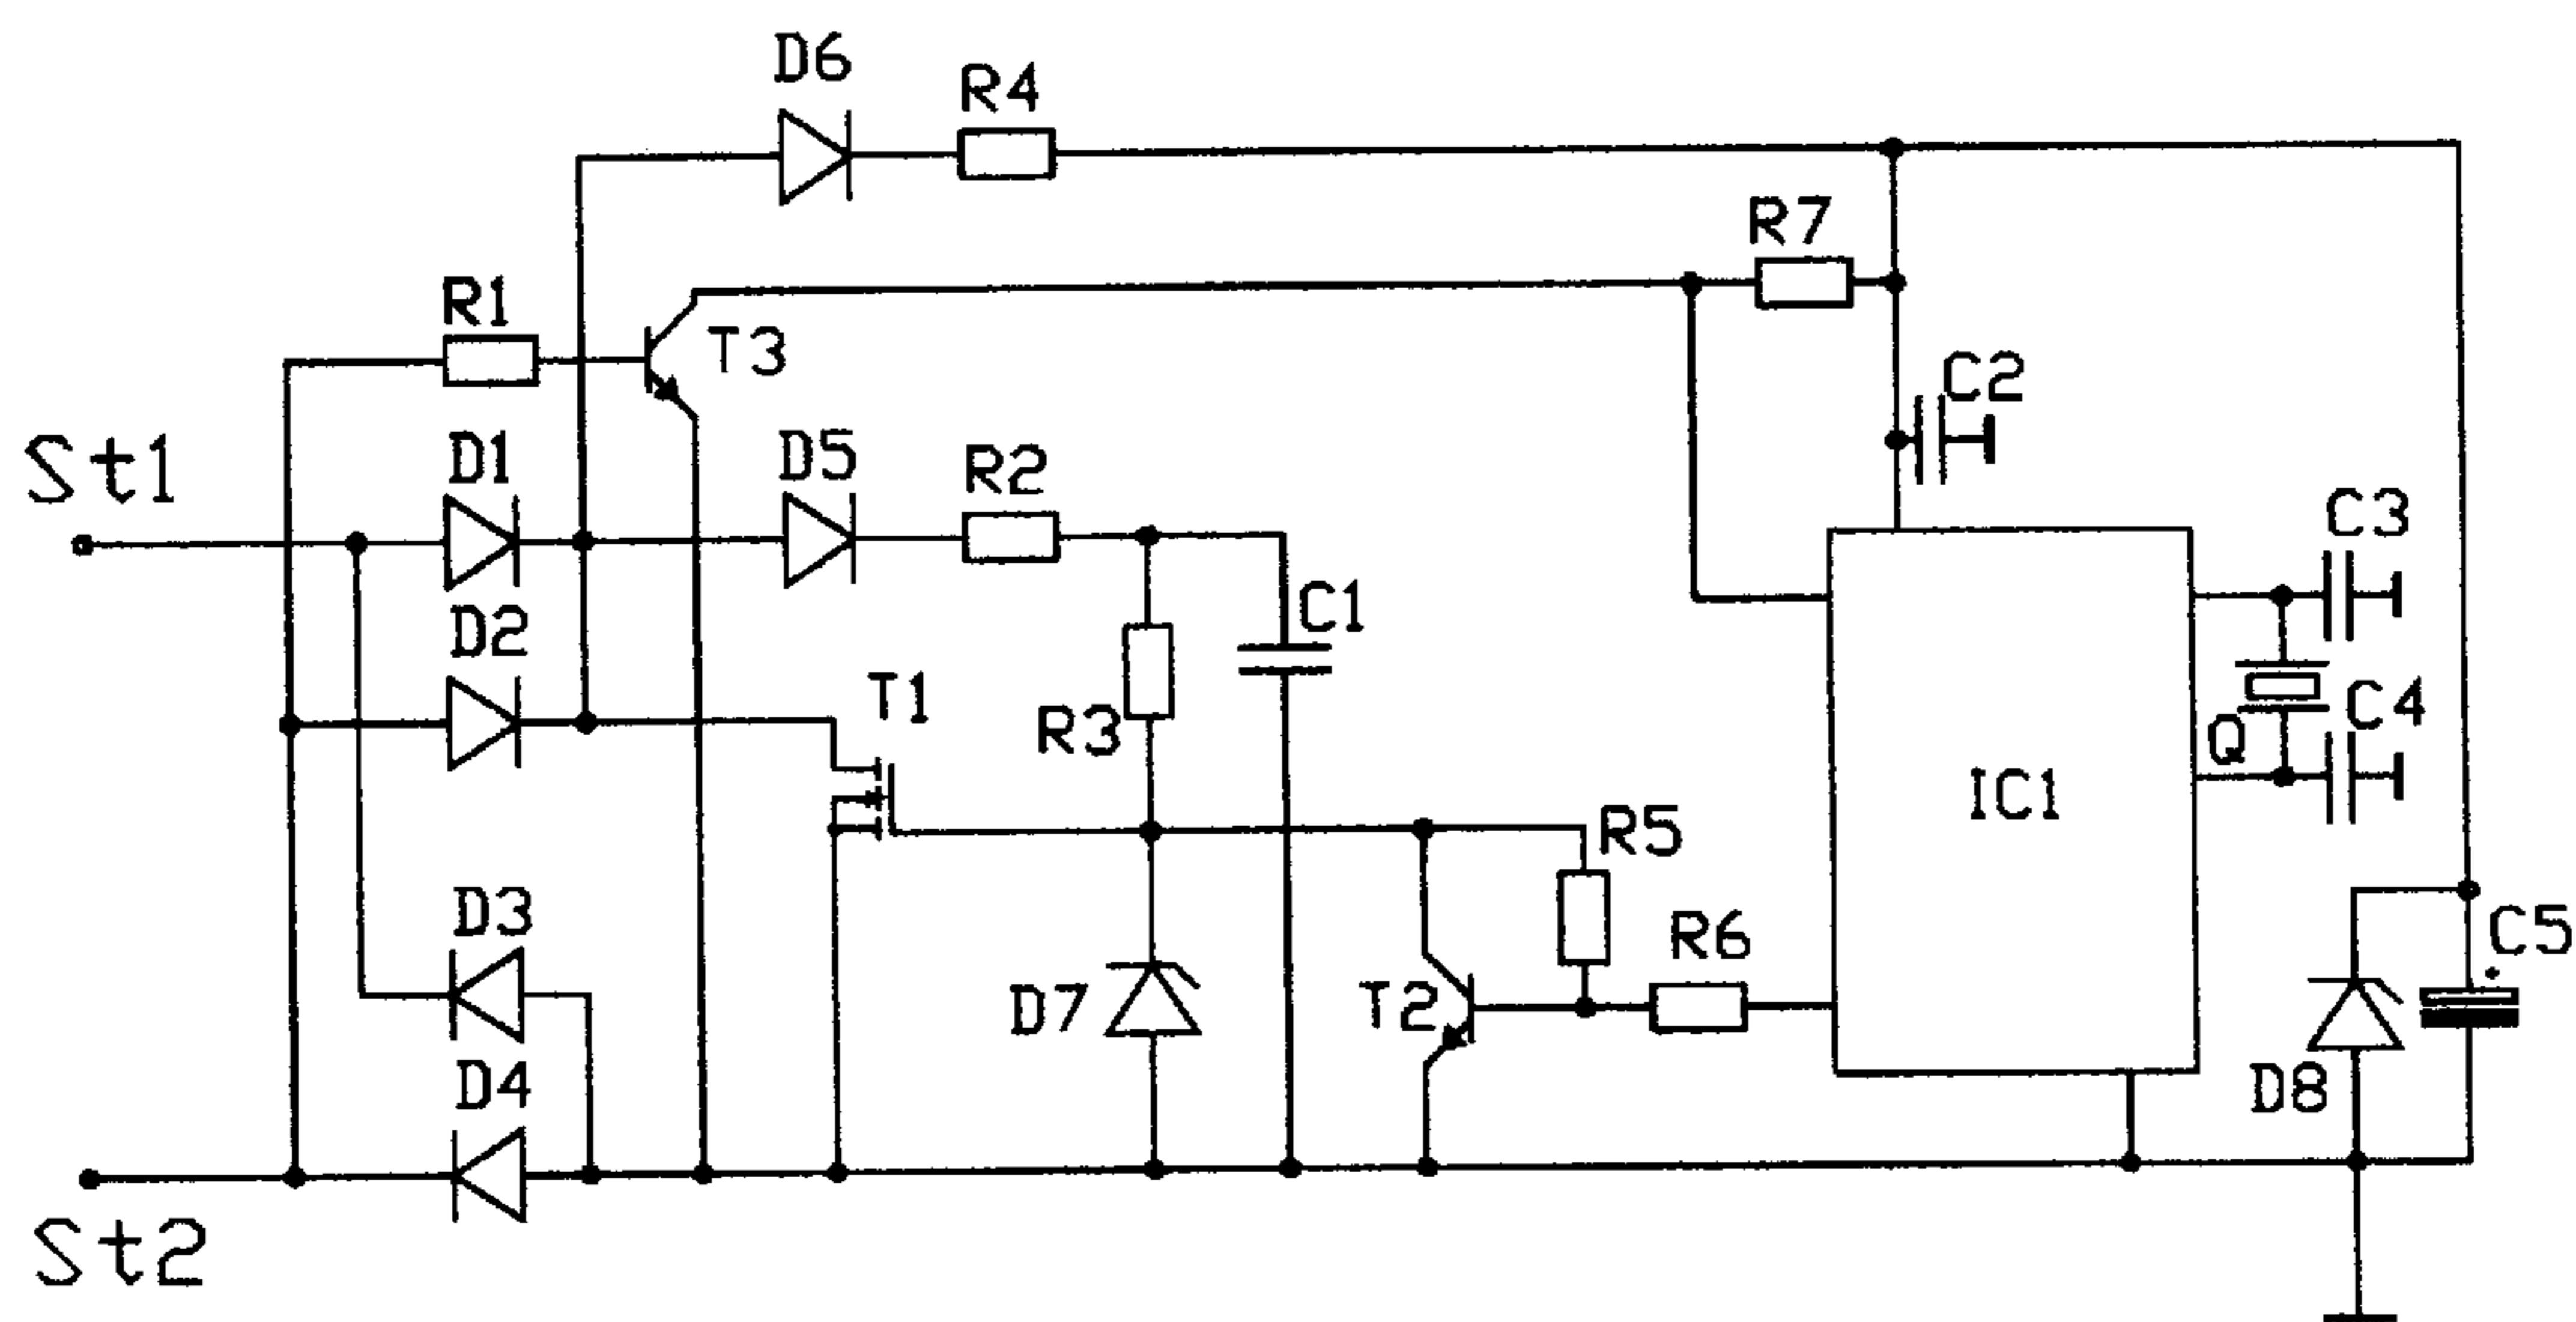 D6
R4
R7
R1
T3
C2
St1
D1
D5
R2
C3
D2
C1
T1
R3
Q
C4
IC1
R5
D3
R6
C5
D7
T2
D4
D8
St2